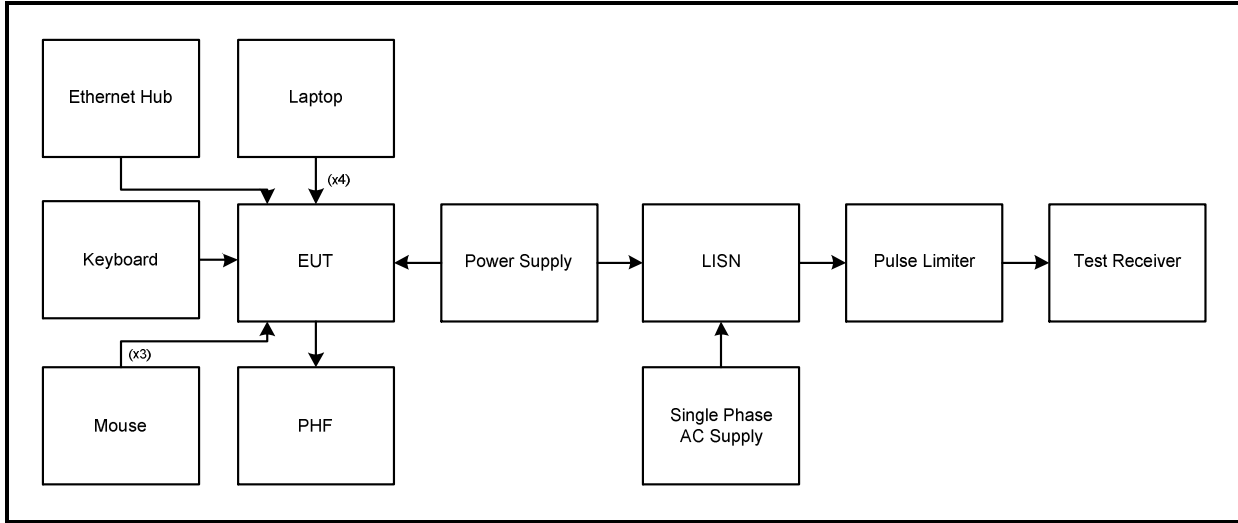 Ethernet Hub
Laptop
(x4)
Keyboard
EUT
Power Supply
LISN
Pulse Limiter
Test Receiver
(x3)
Mouse
PHF
Single Phase
AC Supply